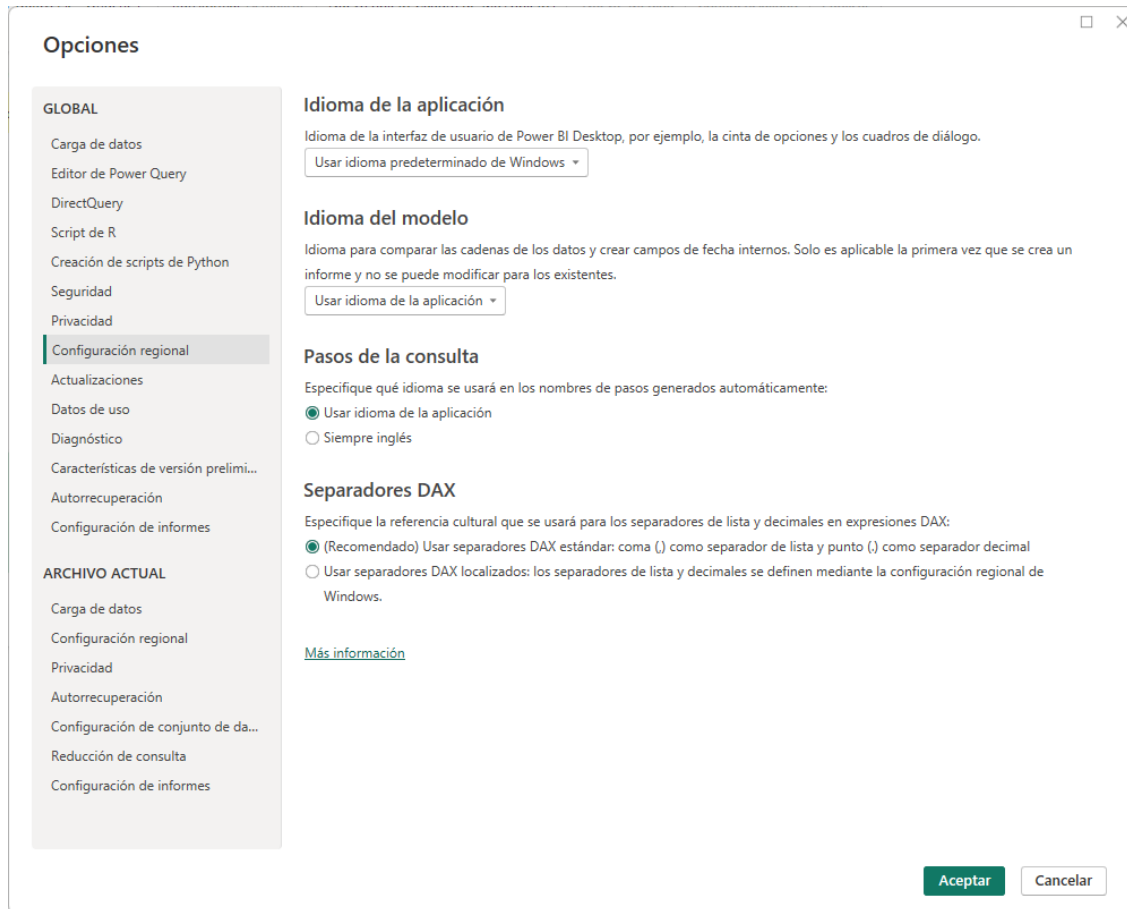 Opciones
GLOBAL
Carga de datos
Editor de Power Query
DirectQuery
Script de R
Creación de scripts de Python
Seguridad
Privacidad
Configuración regional
Actualizaciones
Datos de uso
Diagnóstico
Características de versión prelimi...
Autorrecuperación
Configuración de informes
ARCHIVO ACTUAL
Carga de datos
Configuración regional
Privacidad
Autorrecuperación
Configuración de conjunto de da...
Reducción de consulta
Configuración de informes
Idioma de la aplicación
Idioma de la interfaz de usuario de Power BI Desktop, por ejemplo, la cinta de opciones y los cuadros de diálogo.
Usar idioma predeterminado de Windows
Idioma del modelo
Idioma para comparar las cadenas de los datos y crear campos de fecha internos. Solo es aplicable la primera vez que se crea un
informe y no se puede modificar para los existentes.
Usar idioma de la aplicación
Pasos de la consulta
Especifique qué idioma se usará en los nombres de pasos generados automáticamente:
Usar idioma de la aplicación
Siempre inglés
Separadores DAX
Especifique la referencia cultural que se usará para los separadores de lista y decimales en expresiones DAX:
(Recomendado) Usar separadores DAX estándar: coma (,) como separador de lista y punto (.) como separador decimal
Usar separadores DAX localizados: los separadores de lista y decimales se definen mediante la configuración regional de
Windows.
Más información
Aceptar
Cancelar